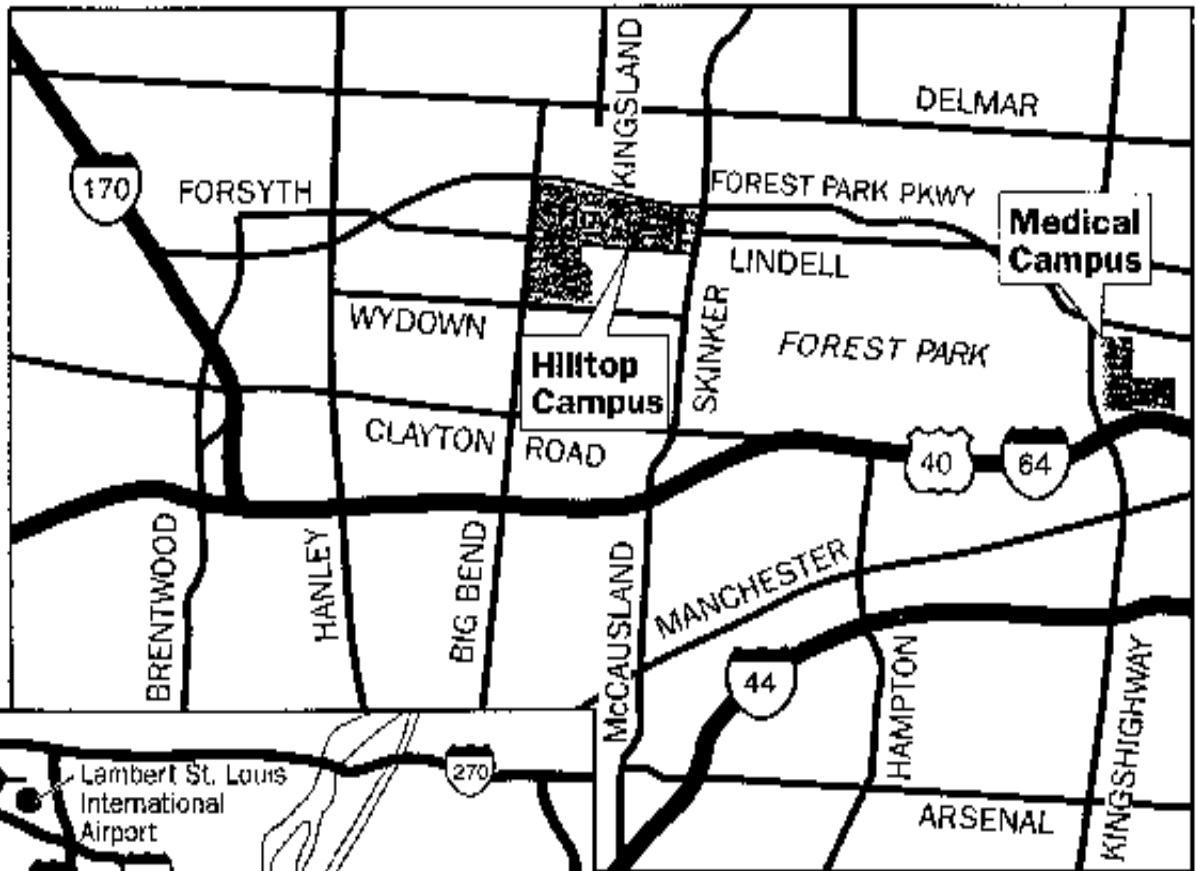 KINGSLAND
DELMAR
170
FORSYTH
FOREST PARK PKWY
Medical
Campus
LINDELL
WYDOWN
SKINKER
FOREST PARK
Hilltop
Campus
CLAYTON ROAD
40
64
BRENTWOOD
HANLEY
BIG BEND
McCAUSLAND
MANCHESTER
44
HAMPTON
KINGSHIGHWAY
ARSENAL
270
Lambert St. Louis
International
Airport